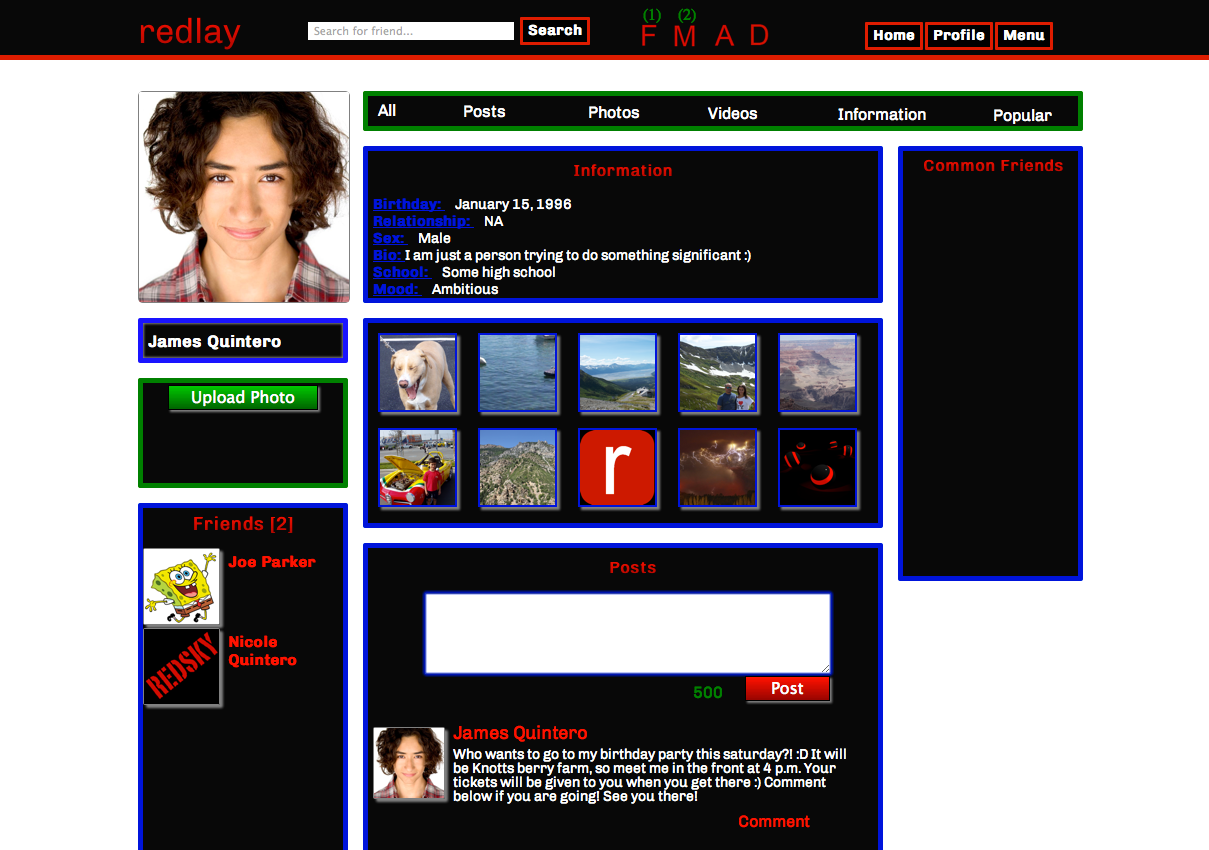 redlay
Search for friend...
Search
(1) (2)
F M A D
Home Profile Menu
All Posts Photos Videos Information Popular
Information
Birthday: January 15, 1996
Relationship: NA
Sex: Male
Bio: I am just a person trying to do something significant :)
School: Some high school
Mood: Ambitious
Common Friends
James Quintero
Upload Photo
r
Friends [2]
Joe Parker
REDSKY
Nicole
Quintero
Posts
500
Post
James Quintero
Who wants to go to my birthday party this saturday?! :D It will
be Knotts berry farm, so meet me in the front at 4 p.m. Your
tickets will be given to you when you get there :) Comment
below if you are going! See you there!
Comment